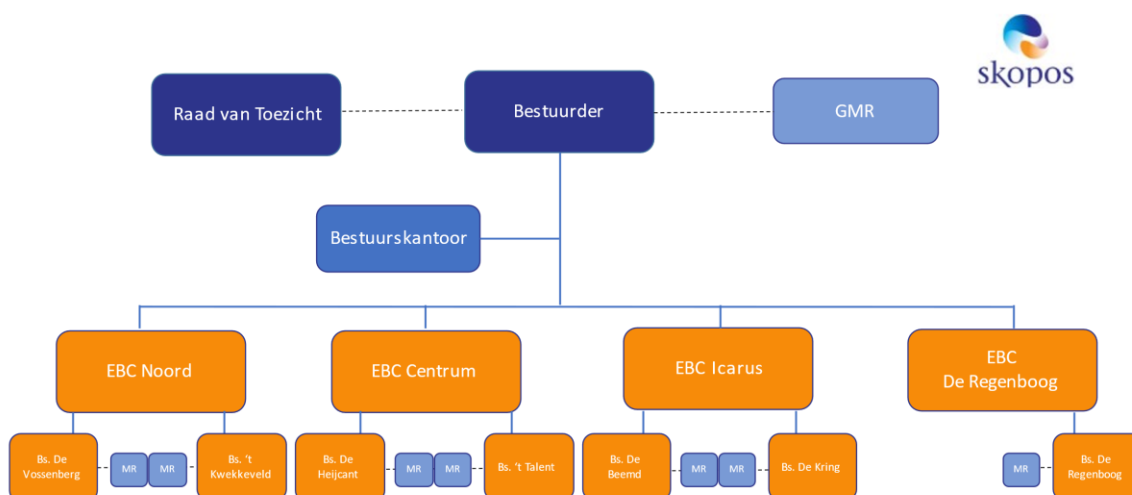 skopos
Raad van Toezicht
Bestuurder
GMR
Bestuurskantoor
EBC Noord
EBC Centrum
EBC Icarus
EBC
De Regenboog
Bs. De
Vossenberg
MR
MR
Bs. ‘t
Kwekkeveld
Bs. De
Heijcant
MR
MR
Bs. ‘t Talent
Bs. De
Beemd
MR
MR
Bs. De Kring
MR
Bs. De
Regenboog